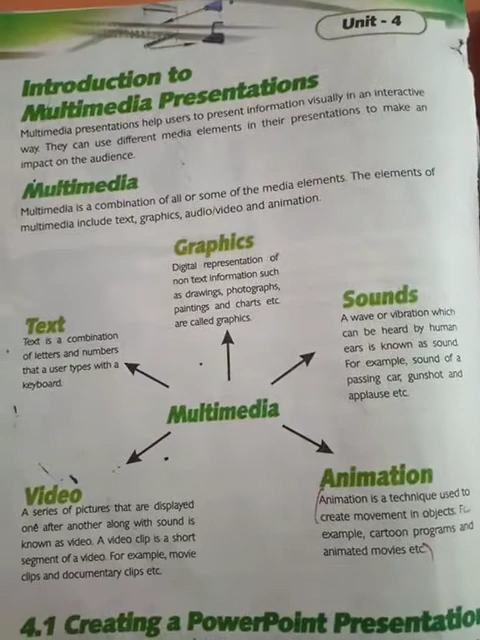 Unit - 4
Introduction to
Multimedia Presentations
Multimedia presentations help users to present information visually in an interactive
way. They can use different media elements in their presentations to make an
impact on the audience.
Multimedia
Multimedia is a combination of all or some of the media elements. The elements of
multimedia include text, graphics, audio/video and animation.
Graphics
Digital representation of
non text information such
as drawings, photographs,
paintings and charts etc.
are called graphics.
Sounds
A wave or vibration which
can be heard by human
ears is known as sound.
For example, sound of a
passing car, gunshot and
applause etc.
Text
Text is a combination
of letters and numbers
that a user types with a
keyboard.
Multimedia
Video
A series of pictures that are displayed
one after another along with sound is
known as video. A video clip is a short
segment of a video. For example, movie
clips and documentary clips etc.
Animation
Animation is a technique used to
create movement in objects.
example, cartoon programs and
animated movies etc.
4.1 Creating a PowerPoint Presentatio